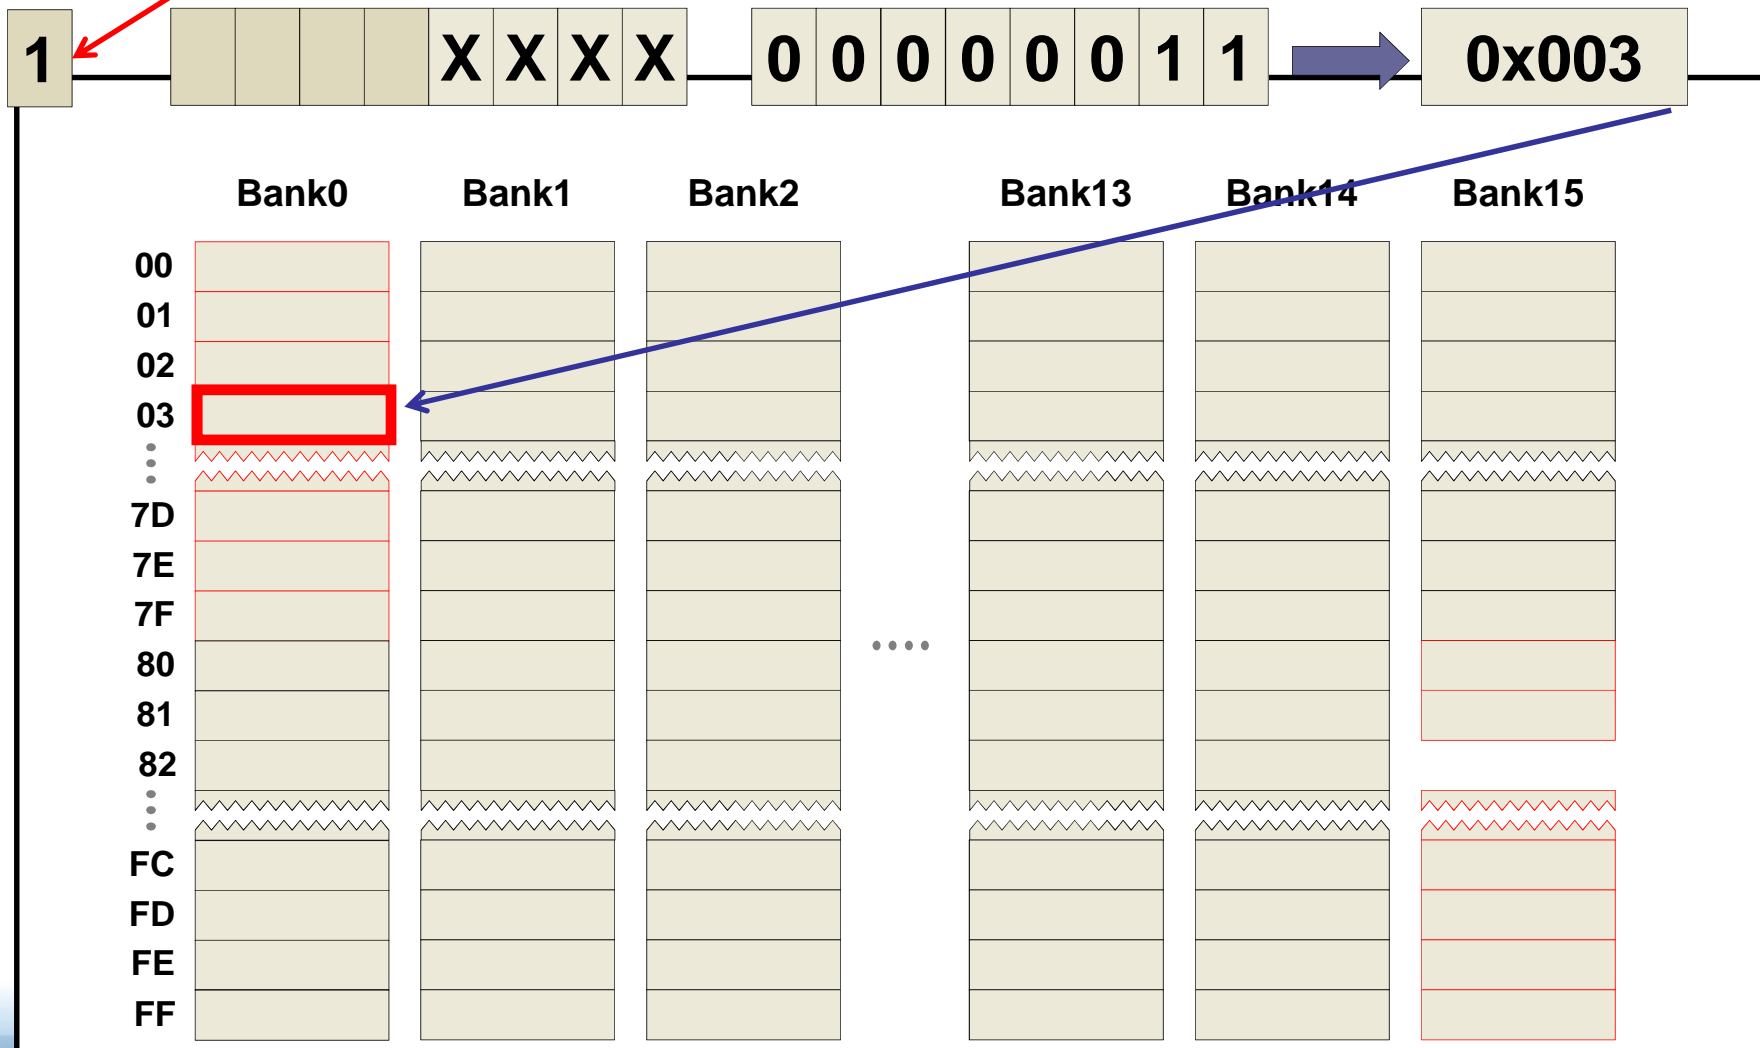 1 X X X X 0 0 0 0 0 0 1 1 0x003
Bank0 Bank1 Bank2 Bank13 Bank14 Bank15
00
01
02
03
7D
7E
7F
80
81
82
FC
FD
FE
FF